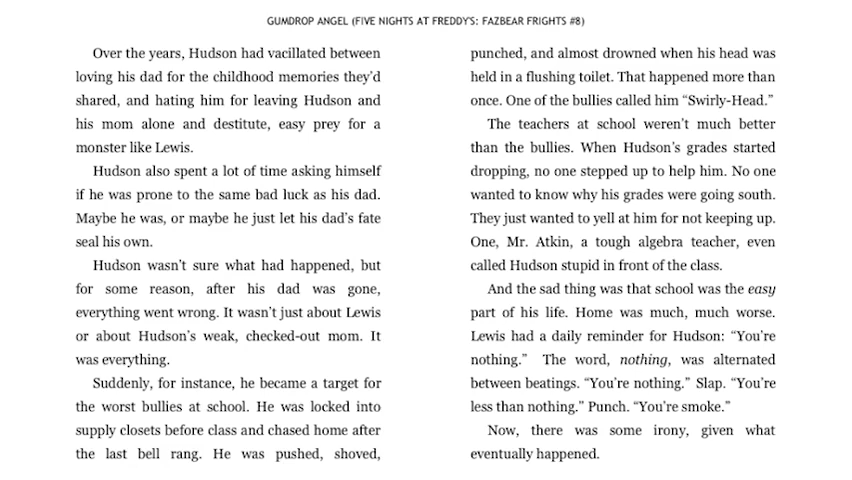 GUMDROP ANGEL (FIVE NIGHTS AT FREDDY'S: FAZBEAR FRIGHTS #8)
Over the years, Hudson had vacillated between
loving his dad for the childhood memories they'd
shared, and hating him for leaving Hudson and
his mom alone and destitute, easy prey for a
monster like Lewis.
Hudson also spent a lot of time asking himself
if he was prone to the same bad luck as his dad.
Maybe he was, or maybe he just let his dad's fate
seal his own.
Hudson wasn't sure what had happened, but
for some reason, after his dad was gone,
everything went wrong. It wasn't just about Lewis
or about Hudson's weak, checked-out mom. It
was everything.
Suddenly, for instance, he became a target for
the worst bullies at school. He was locked into
supply closets before class and chased home after
the last bell rang. He was pushed, shoved,
punched, and almost drowned when his head was
held in a flushing toilet. That happened more than
once. One of the bullies called him “Swirly-Head.”
The teachers at school weren't much better
than the bullies. When Hudson's grades started
dropping, no one stepped up to help him. No one
wanted to know why his grades were going south.
They just wanted to yell at him for not keeping up.
One, Mr. Atkin, a tough algebra teacher, even
called Hudson stupid in front of the class.
And the sad thing was that school was the easy
part of his life. Home was much, much worse.
Lewis had a daily reminder for Hudson: “You're
nothing.” The word, nothing, was alternated
between beatings. “You're nothing.” Slap. “You're
less than nothing.” Punch. “You're smoke.”
Now, there was some irony, given what
eventually happened.